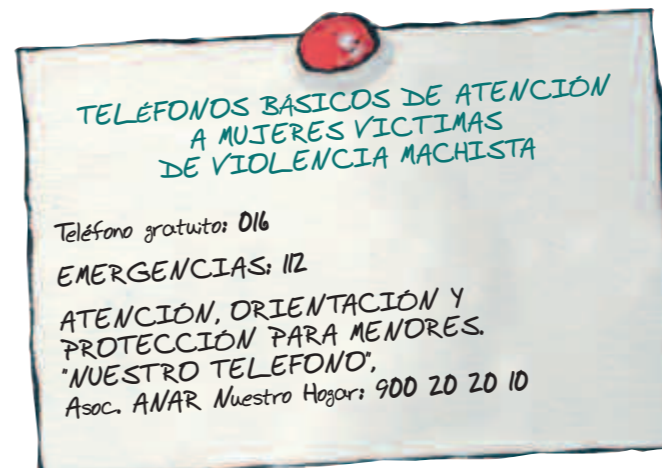 TELÉFONOS BÁSICOS DE ATENCIÓN
A MUJERES VICTIMAS
DE VIOLENCIA MACHISTA
Teléfono gratuito: 016
EMERGENCIAS: 112
ATENCIÓN, ORIENTACIÓN Y
PROTECCIÓN PARA MENORES.
"NUESTRO TELEFONO",
Asoc. ANAR Nuestro Hogar: 900 20 20 10